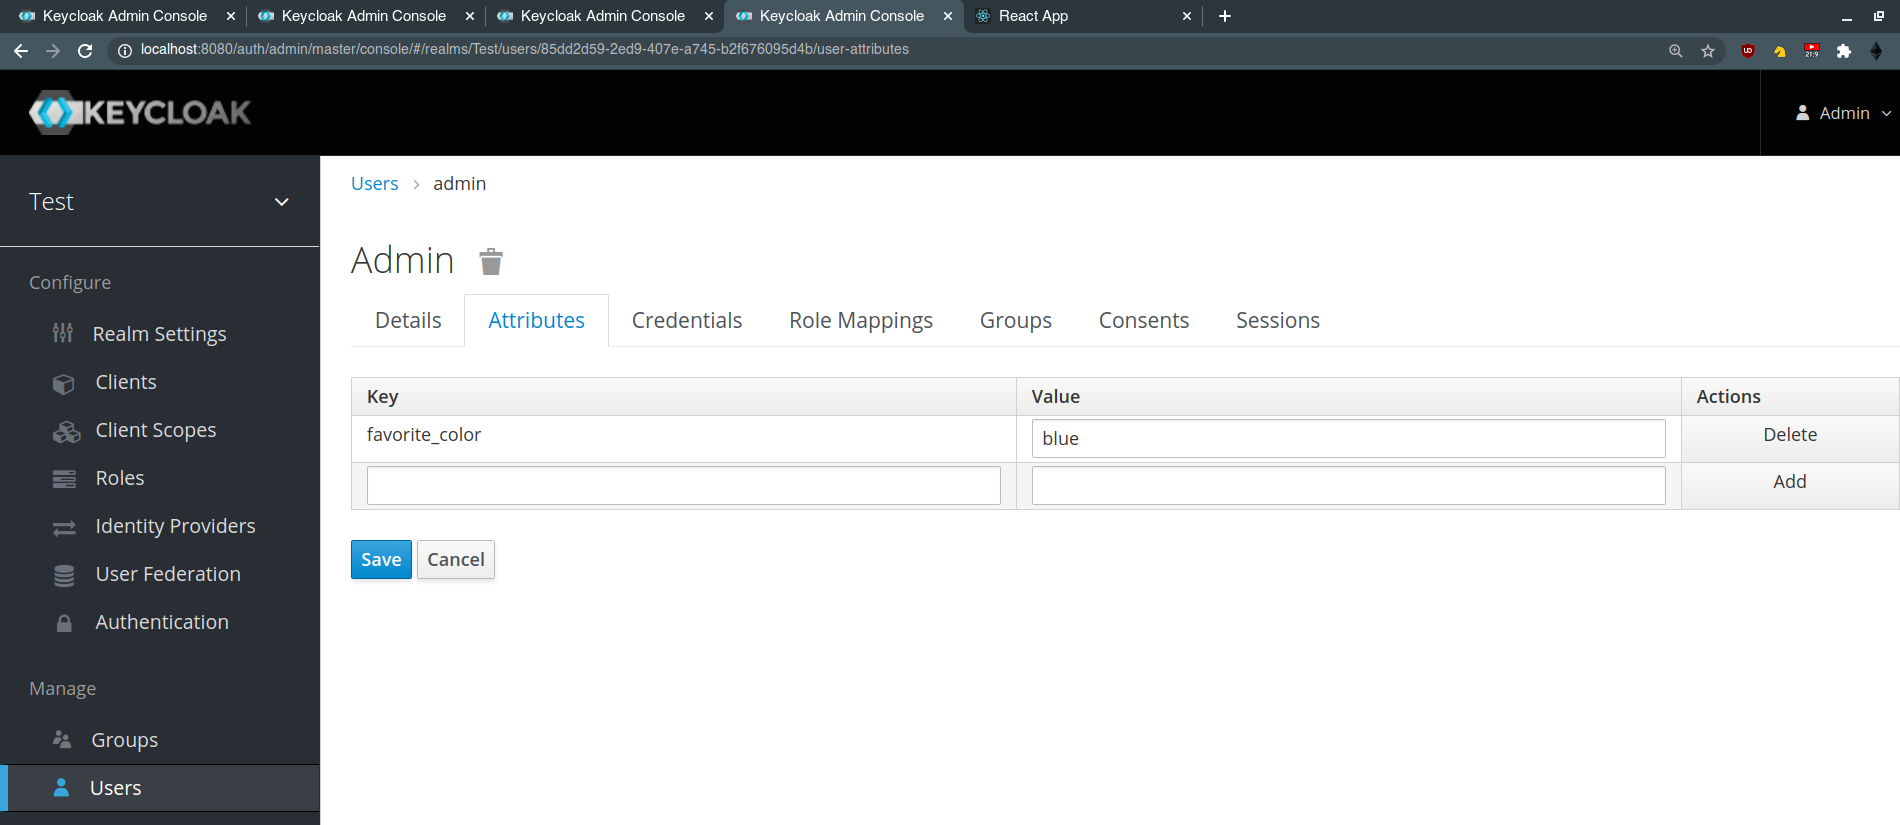 Keycloak Admin Console Keycloak Admin Console Keycloak Admin Console Keycloak Admin Console React App
localhost:8080/auth/admin/master/console/#/realms/Test/users/85dd2d59-2ed9-407e-a745-b2f676095d4b/user-attributes
21:9
KEYCLOAK
Admin
Test
Configure
Realm Settings
Clients
Client Scopes
Roles
Identity Providers
User Federation
Authentication
Manage
Groups
Users
Users > admin
Admin
Details Attributes Credentials Role Mappings Groups Consents Sessions
Key Value Actions
favorite_color blue Delete
Add
Save Cancel